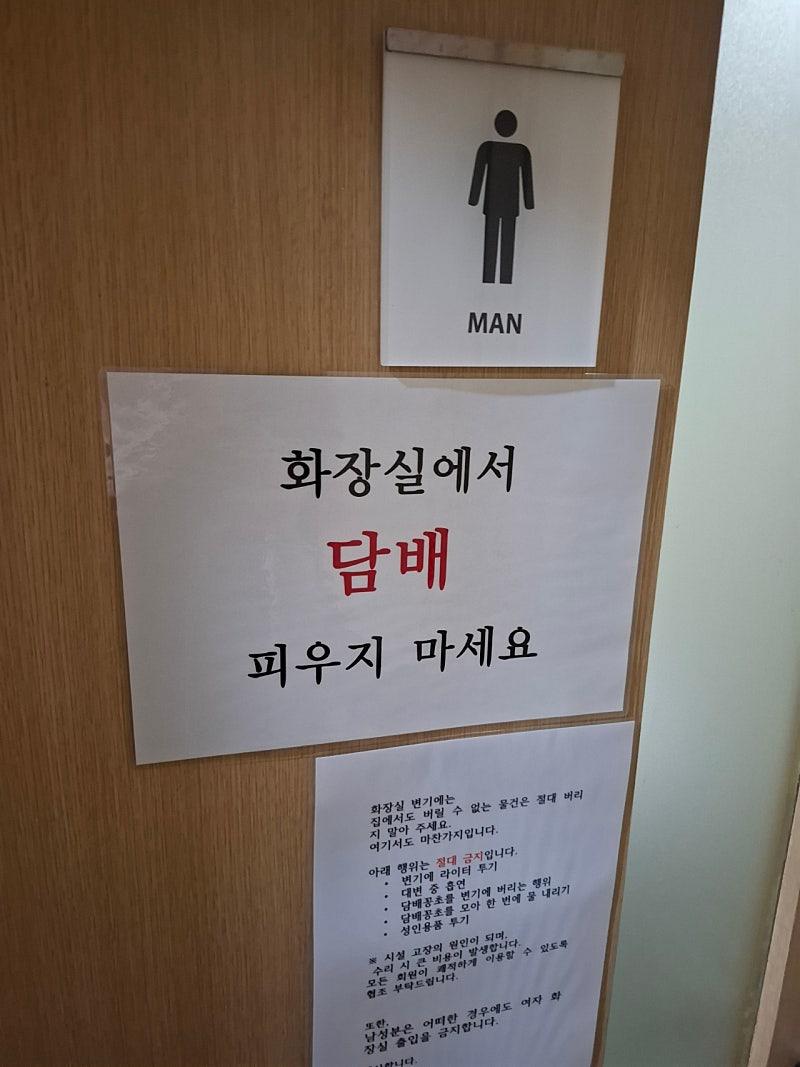 MAN
화장실에서
담배
피우지 마세요
화장실 변기에는
집에서도 버릴 수 없는 물건은 절대 버리
지 말아 주세요.
여기서도 마찬가지입니다.
아래 행위는 절대 금지입니다.
• 변기에 라이터 투기
• 대변 중 흡연
• 담배꽁초를 변기에 버리는 행위
• 담배꽁초를 모아 한 번에 물 내리기
• 성인용품 투기
※ 시설 고장의 원인이 되며,
수리 시 큰 비용이 발생합니다.
모든 회원이 쾌적하게 이용할 수 있도록
협조 부탁드립니다.
또한,
남성분은 어떠한 경우에도 여자 화
장실 출입을 금지합니다.